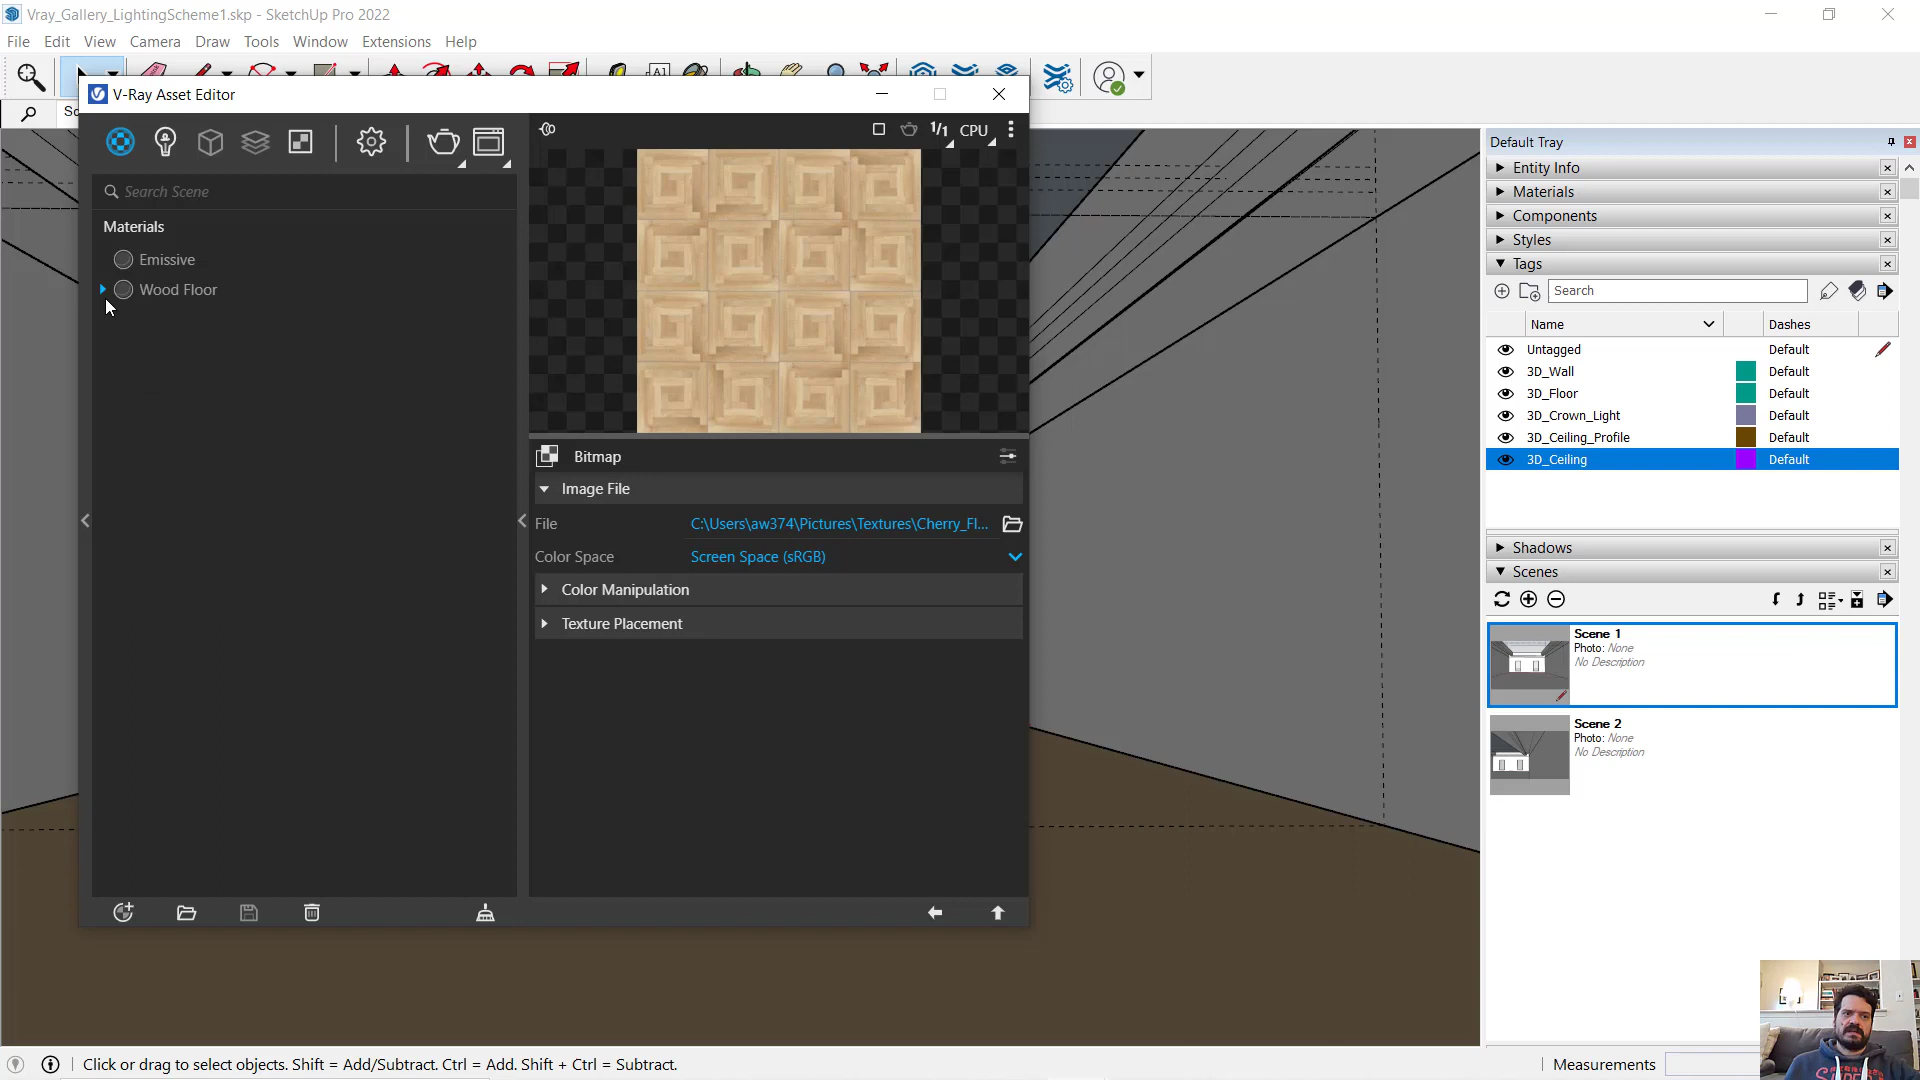 Vray_Gallery_LightingScheme1.skp - SketchUp Pro 2022
File Edit View Camera Draw Tools Window Extensions Help
Sc
V-Ray Asset Editor
1/1 CPU
Search Scene
Materials
Emissive
Wood Floor
Bitmap
Image File
File C:\Users\aw374\Pictures\Textures\Cherry_Fl...
Color Space Screen Space (sRGB)
Color Manipulation
Texture Placement
Default Tray
Entity Info
Materials
Components
Styles
Tags
Search
Name Dashes
Untagged Default
3D_Wall Default
3D_Floor Default
3D_Crown_Light Default
3D_Ceiling_Profile Default
3D_Ceiling Default
Shadows
Scenes
Scene 1
Photo: None
No Description
Scene 2
Photo: None
No Description
Click or drag to select objects. Shift = Add/Subtract. Ctrl = Add. Shift + Ctrl = Subtract.
Measurements